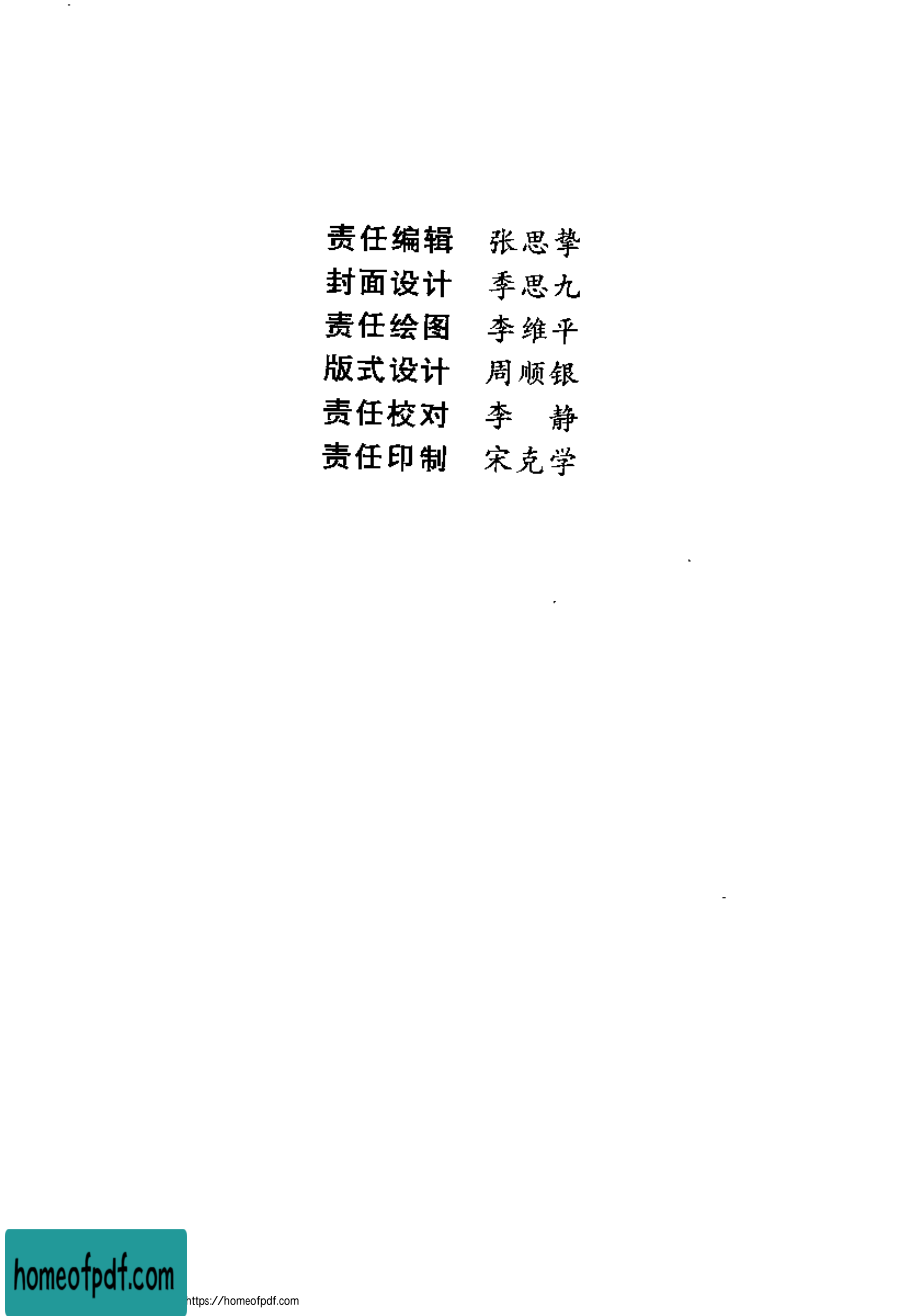 责任编辑 张思挚
封面设计 季思九
责任绘图 李维平
版式设计 周顺银
责任校对 李 静
责任印制 宋克学
homeofpdf.com
https://homeofpdf.com